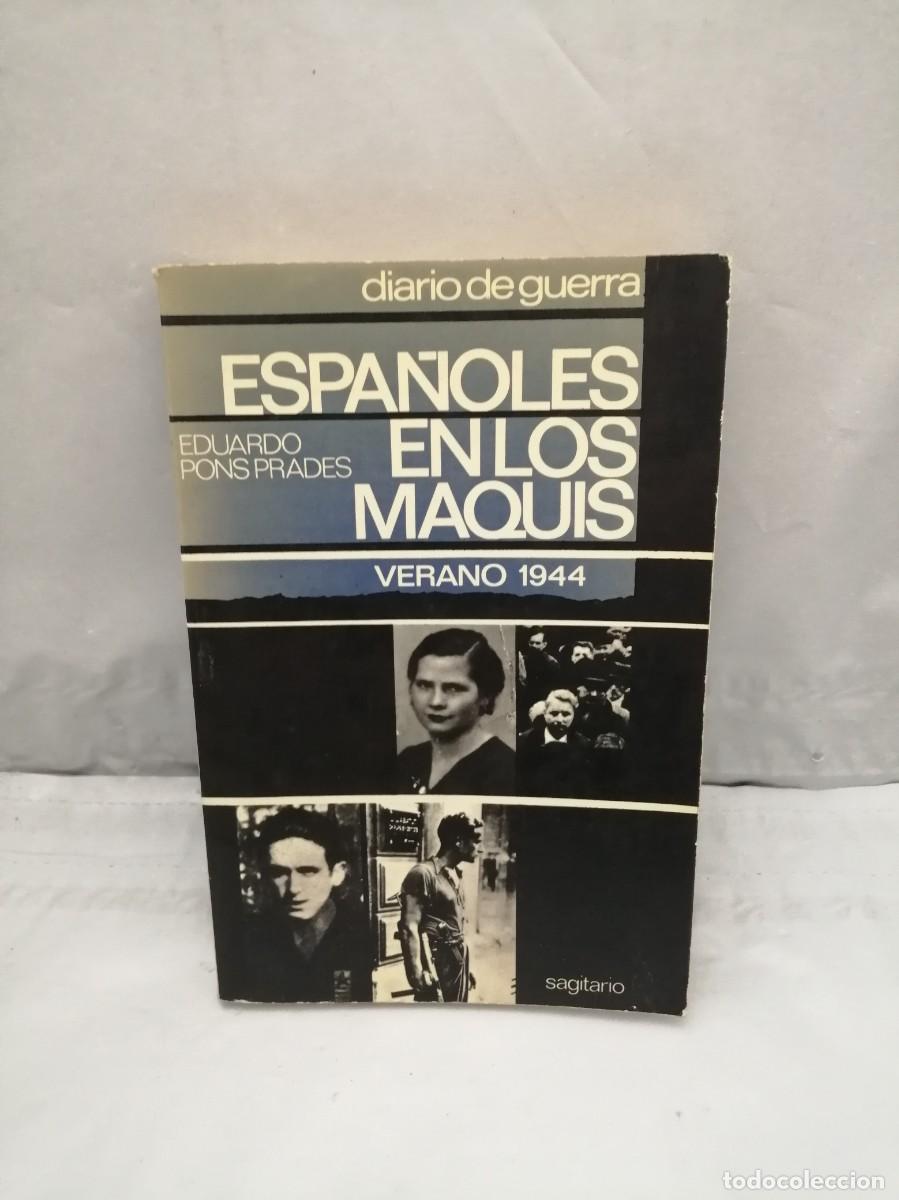 diario de guerra
ESPAÑOLES
EN LOS
MAQUIS
EDUARDO
PONS PRADES
VERANO 1944
sagitario
todocoleccion